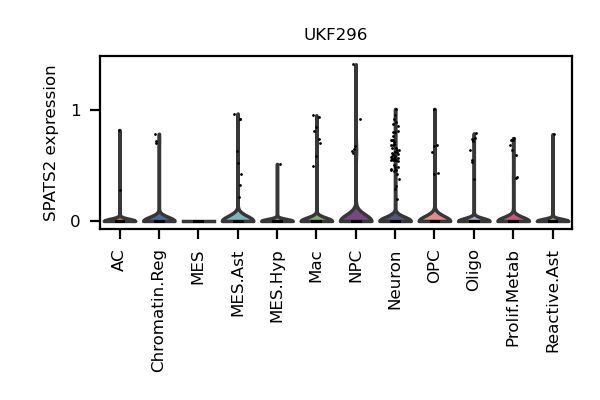 UKF296
SPATS2 expression
1
0
AC
Chromatin.Reg
MES
MES.Ast
MES.Hyp
Mac
NPC
Neuron
OPC
Oligo
Prolif.Metab
Reactive.Ast